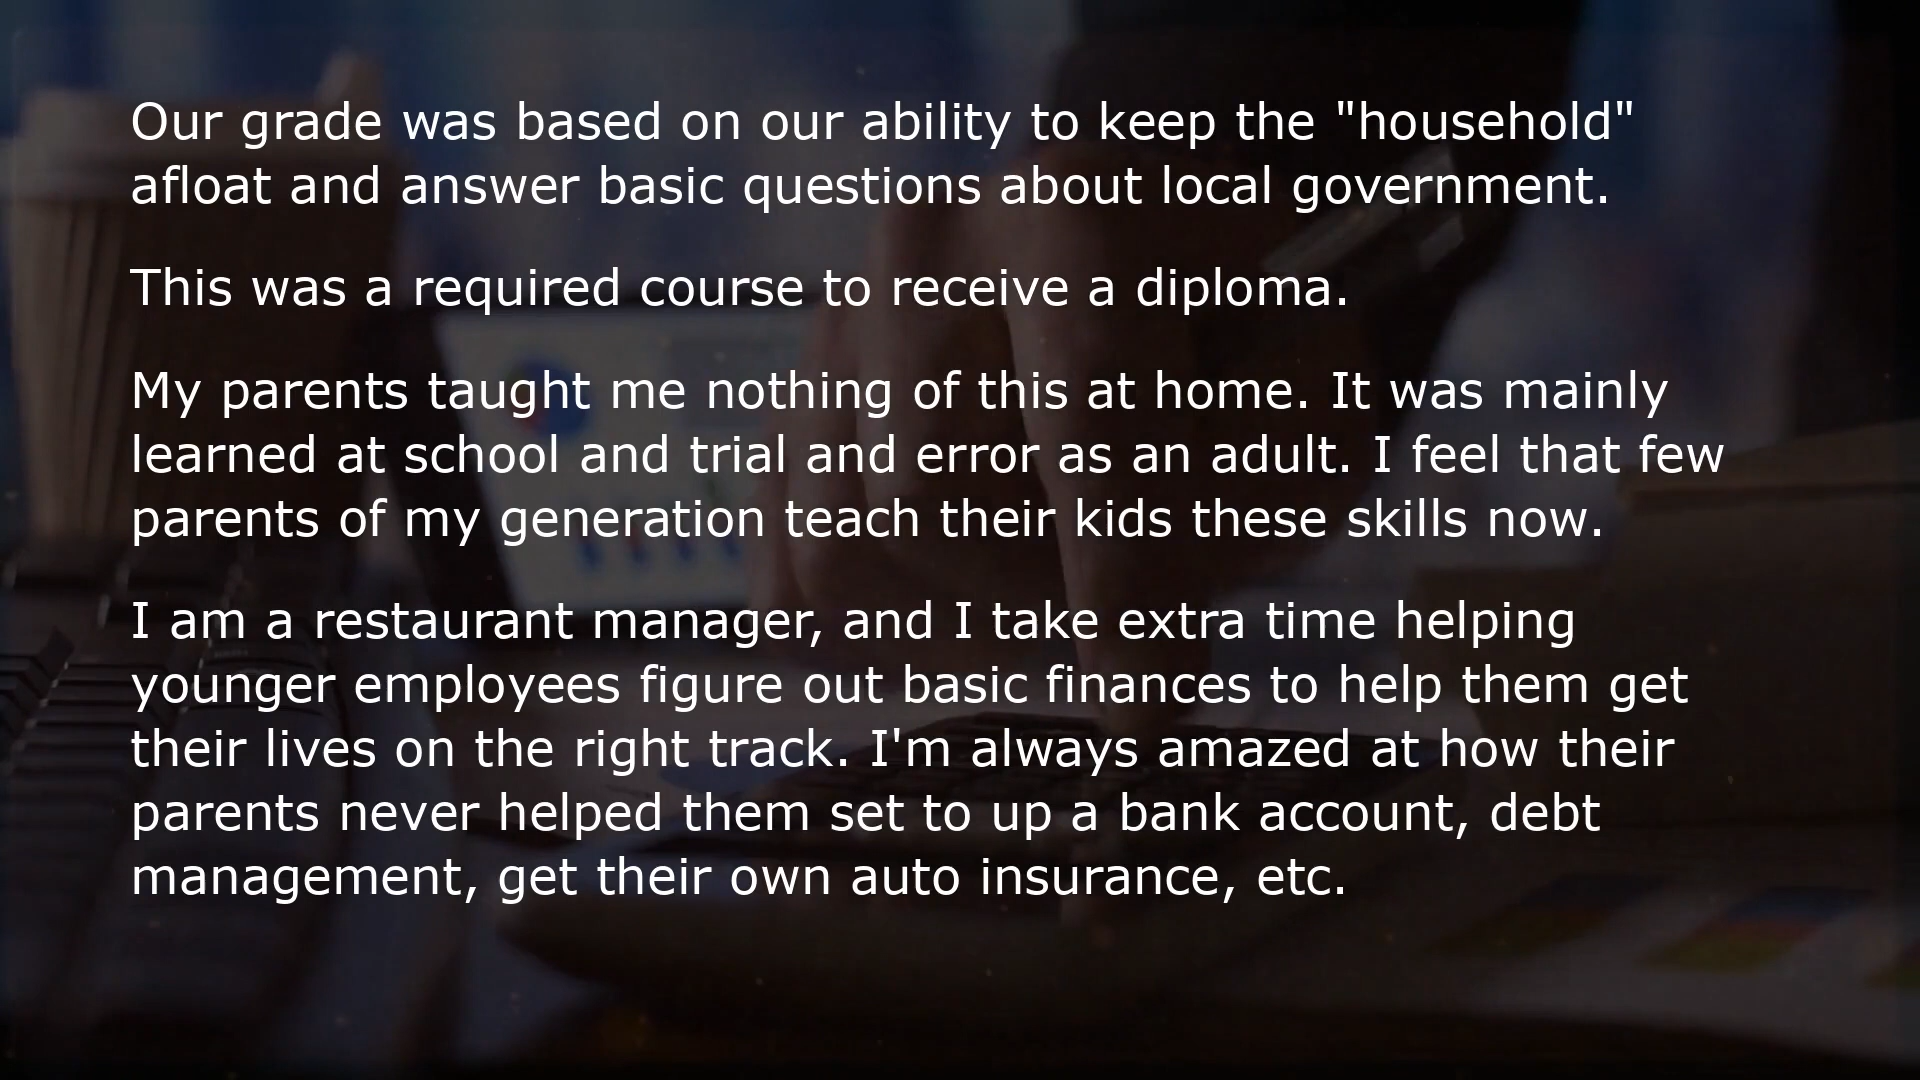 Our grade was based on our ability to keep the "household"
afloat and answer basic questions about local government.
This was a required course to receive a diploma.
My parents taught me nothing of this at home. It was mainly
learned at school and trial and error as an adult. I feel that few
parents of my generation teach their kids these skills now.
I am a restaurant manager, and I take extra time helping
younger employees figure out basic finances to help them get
their lives on the right track. I'm always amazed at how their
parents never helped them set to up a bank account, debt
management, get their own auto insurance, etc.